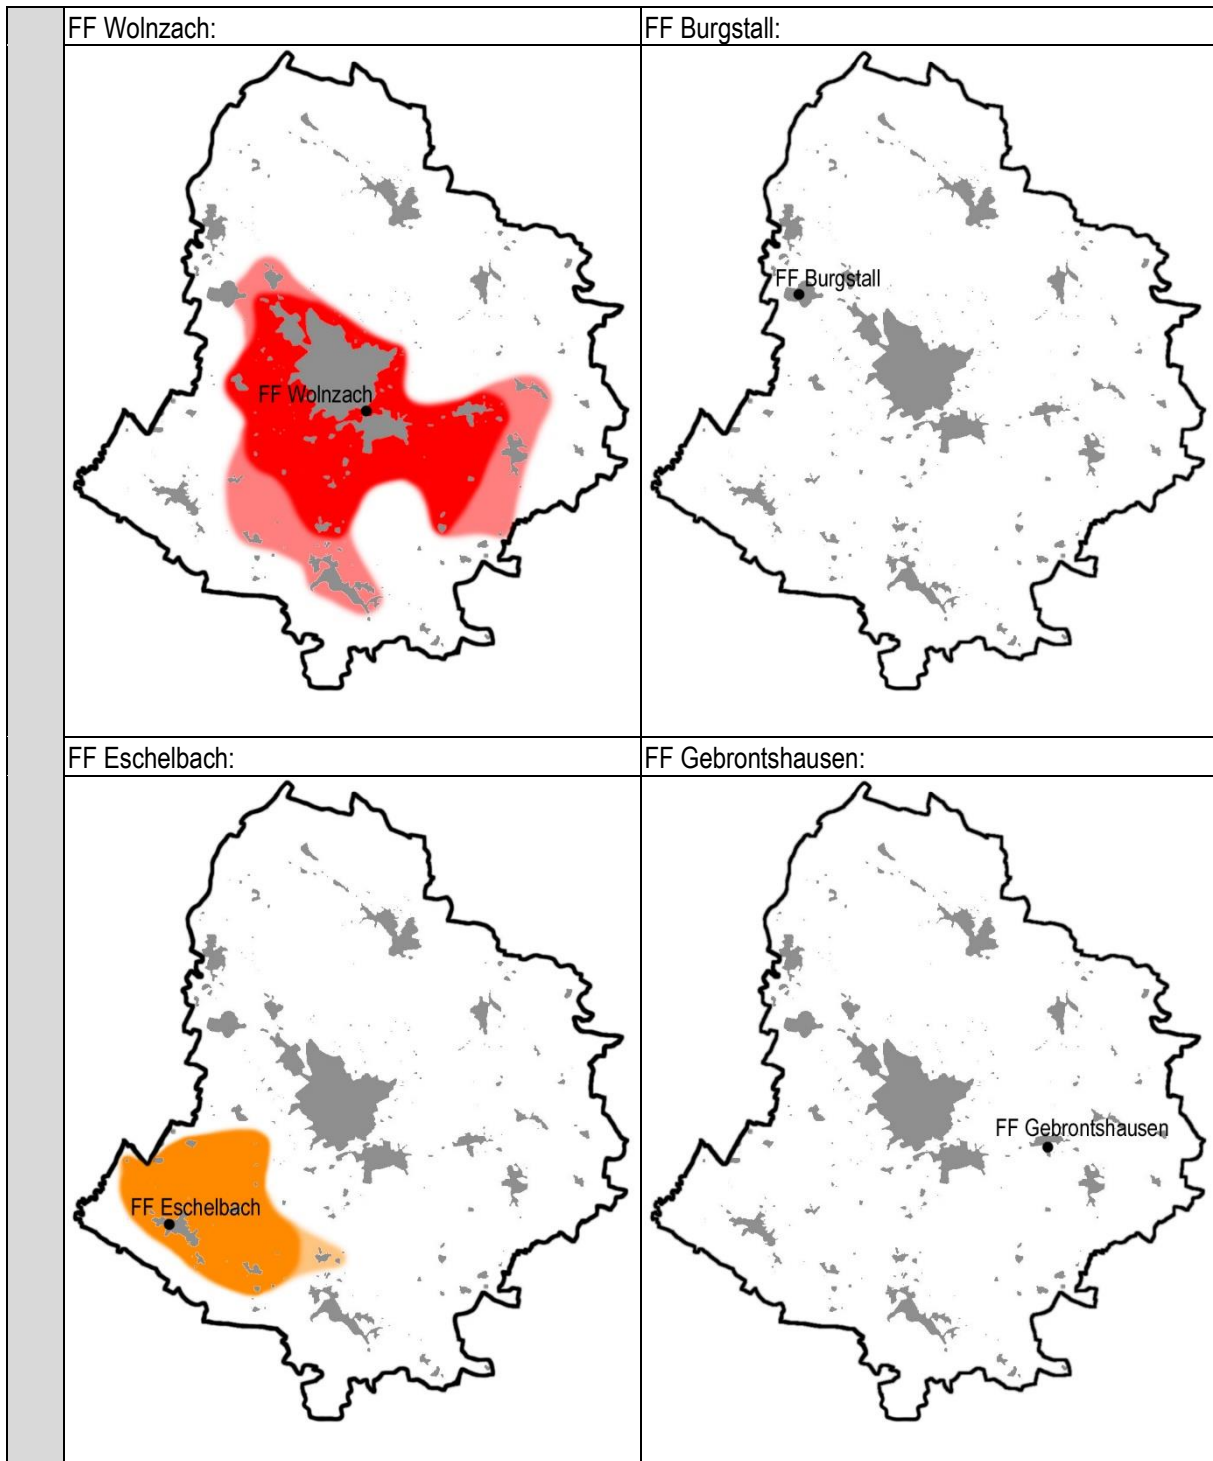 FF Wolnzach:
FF Burgstall:
FF Wolnzach
FF Burgstall
FF Eschelbach:
FF Gebrontshausen:
FF Eschelbach
FF Gebrontshausen